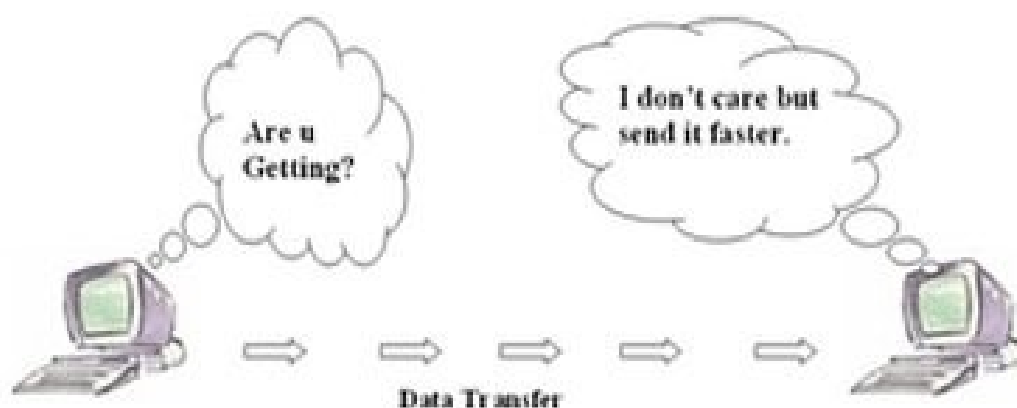 Are u
Getting?
I don't care but
send it faster.
Data Transfer